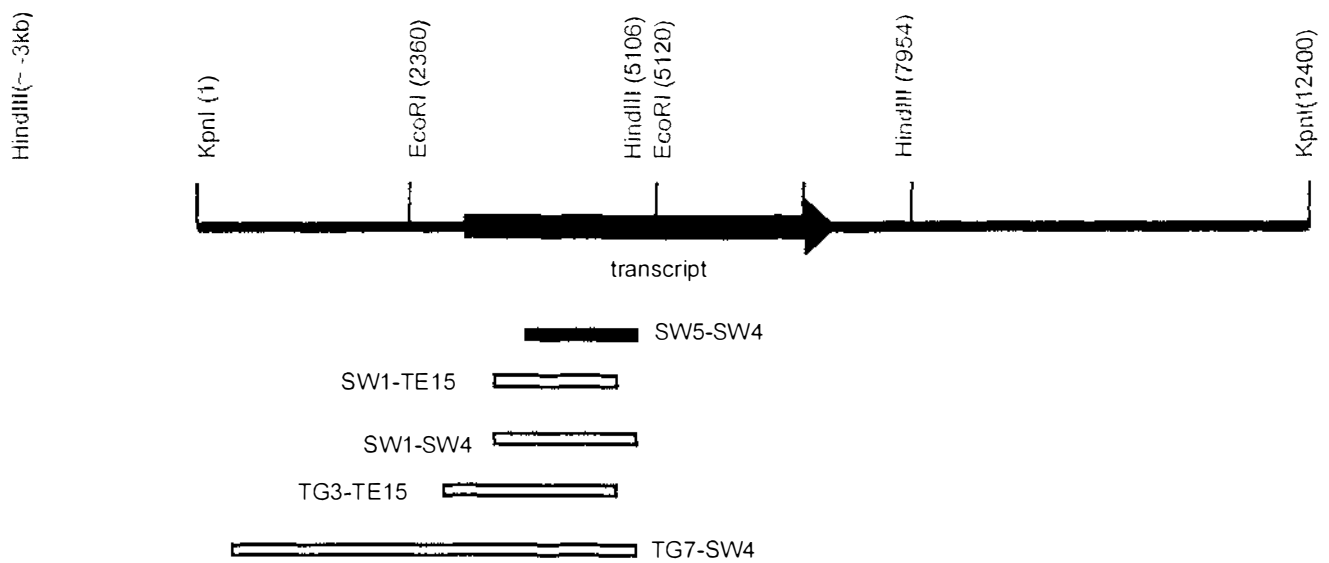 HindIII(~ -3kb)
KpnI (1)
EcoRI (2360)
HindIII (5106)
EcoRI (5120)
HindIII (7954)
KpnI(12400)
transcript
SW5-SW4
SW1-TE15
SW1-SW4
TG3-TE15
TG7-SW4